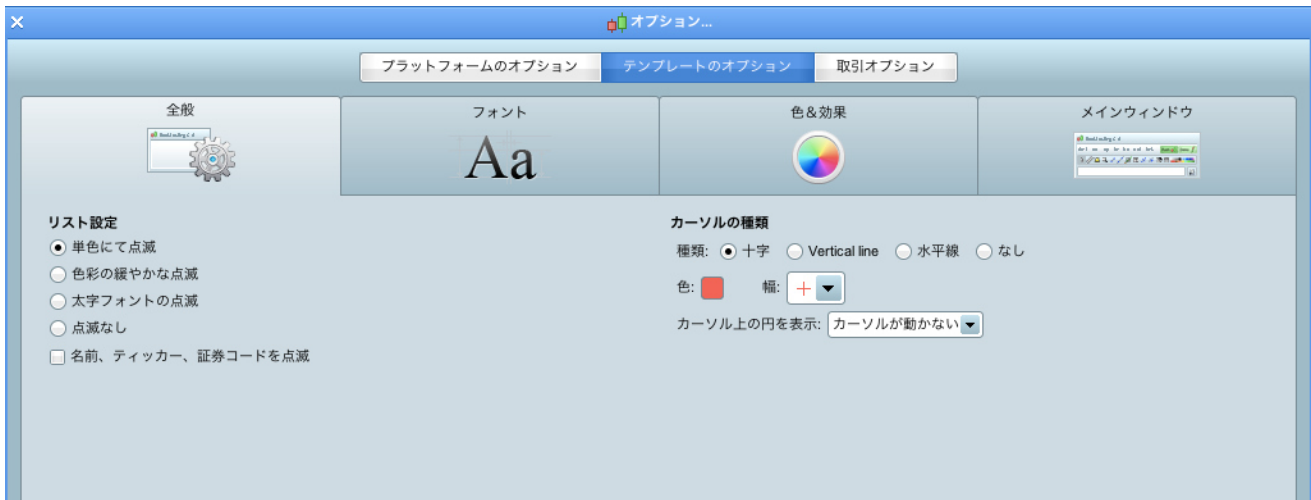 オプション...
プラットフォームのオプション テンプレートのオプション 取引オプション
全般 フォント 色&効果 メインウィンドウ
Aa
リスト設定
単色にて点滅
色彩の緩やかな点滅
太字フォントの点滅
点滅なし
名前、ティッカー、証券コードを点滅
カーソルの種類
種類: 十字 Vertical line 水平線 なし
色: 幅:
カーソル上の円を表示: カーソルが動かない